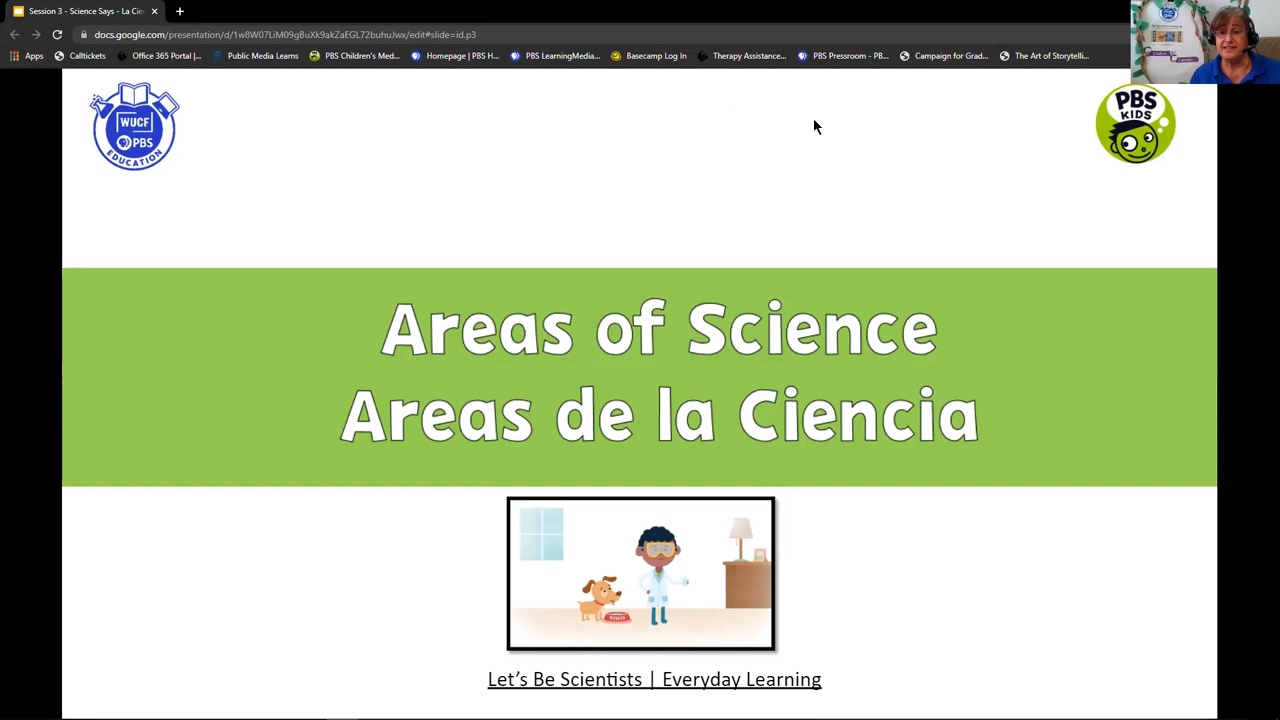 Session 3 - Science Says - La Cie
docs.google.com/presentation/d/1w8W07LiM09gBuXk9akZaEGL72buhuJwx/edit#slide=id.p3
Apps Calltickets Office 365 Portal |... Public Media Learns PBS Children's Med... Homepage | PBS H... PBS LearningMedia... Basecamp Log In Therapy Assistance... PBS Pressroom - PB... Campaign for Grad... The Art of Storytelli...
WUCF
PBS
EDUCATION
PBS
KIDS
Areas of Science
Areas de la Ciencia
Let's Be Scientists | Everyday Learning